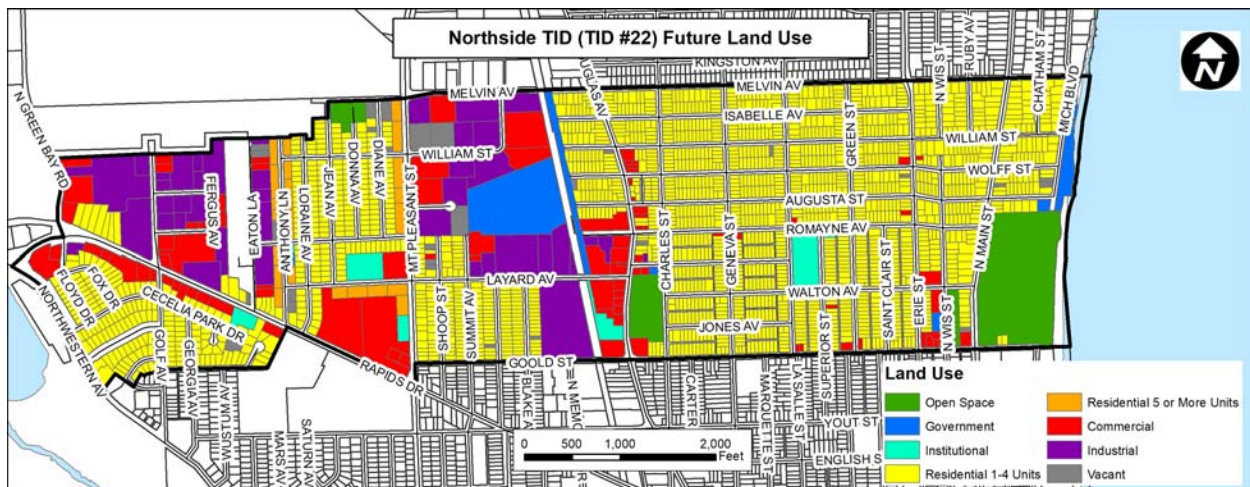 Northside TID (TID #22) Future Land Use
N
KINGSTON AV
MELVIN AV
MELVIN AV
UGLAS AV
ISABELLE AV
WILLIAM ST
WILLIAM ST
WOLFF ST
AUGUSTA ST
ROMAYNE AV
LAYARD AV
WALTON AV
JONES AV
GOOLD ST
RAPIDS DR
N GREEN BAY RD
FERGUS AV
EATON LA
ANTHONY LN
LORAINE AV
JEAN AV
DONNA AV
DIANE AV
MT PLEASANT ST
SHOOP ST
SUMMIT AV
CHARLES ST
GENEVA ST
GREEN ST
SAINT CLAIR ST
ERIE ST
N WIS ST
N WIS ST
RUBY AV
CHATHAM ST
MICH BLVD
N MAIN ST
FLOYD DR
FOX DR
CECELIA PARK DR
NORTHWESTERN AV
GOLF AV
GEORGIA AV
WUSTUM AV
MARS AV
SATURN AV
BLAKE A
N MEMO
CARTER
MARQUETTE ST
LA SALLE ST
SUPERIOR ST
YOUT ST
ENGLISH S
0 500 1,000 2,000
Feet
Land Use
Open Space
Government
Institutional
Residential 1-4 Units
Residential 5 or More Units
Commercial
Industrial
Vacant